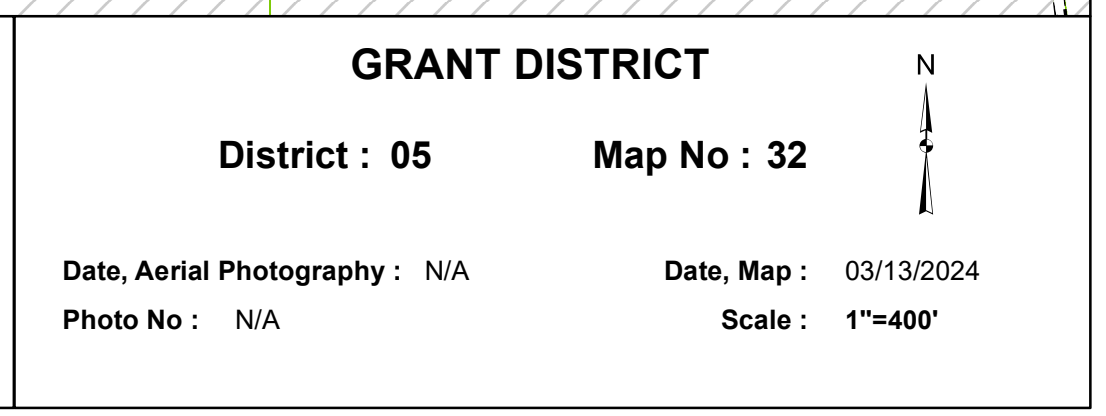 GRANT DISTRICT
N
District : 05 Map No : 32
Date, Aerial Photography : N/A Date, Map : 03/13/2024
Photo No : N/A Scale : 1"=400'